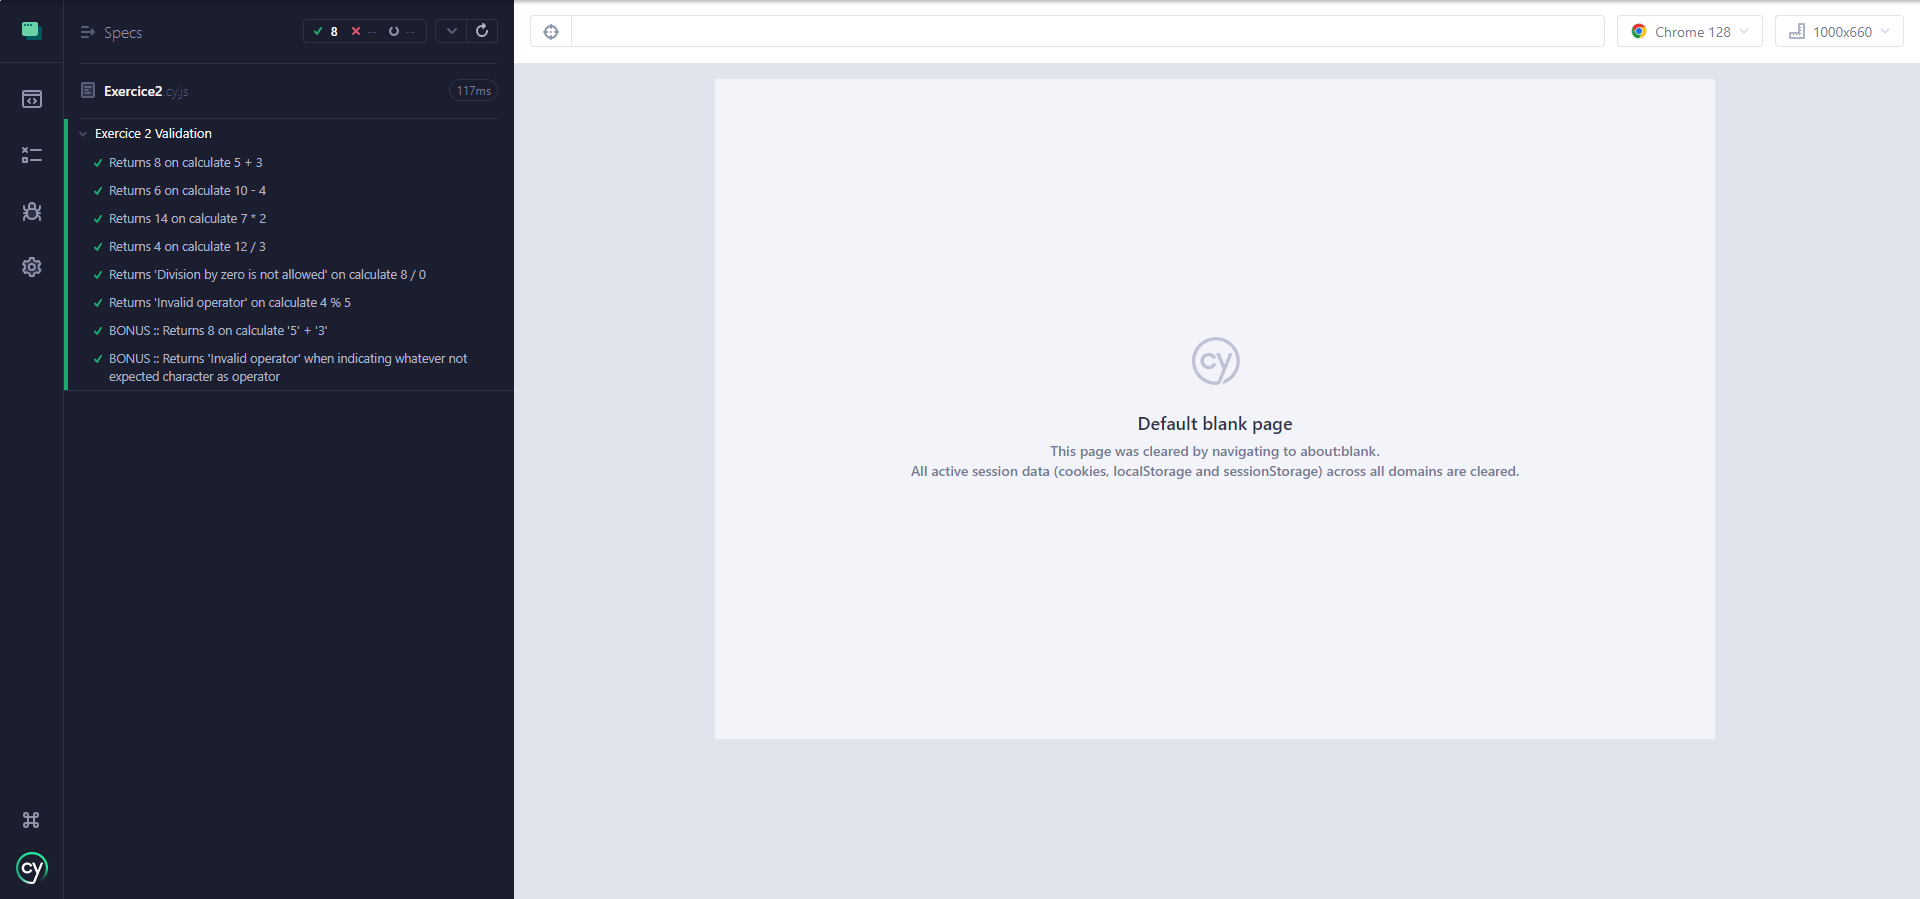 Specs
8 -- --
Exercice2 cy.js
117ms
Exercice 2 Validation
Returns 8 on calculate 5 + 3
Returns 6 on calculate 10 - 4
Returns 14 on calculate 7 * 2
Returns 4 on calculate 12 / 3
Returns 'Division by zero is not allowed' on calculate 8 / 0
Returns 'Invalid operator' on calculate 4 % 5
BONUS :: Returns 8 on calculate '5' + '3'
BONUS :: Returns 'Invalid operator' when indicating whatever not
expected character as operator
cy
Chrome 128
1000x660
cy
Default blank page
This page was cleared by navigating to about:blank.
All active session data (cookies, localStorage and sessionStorage) across all domains are cleared.